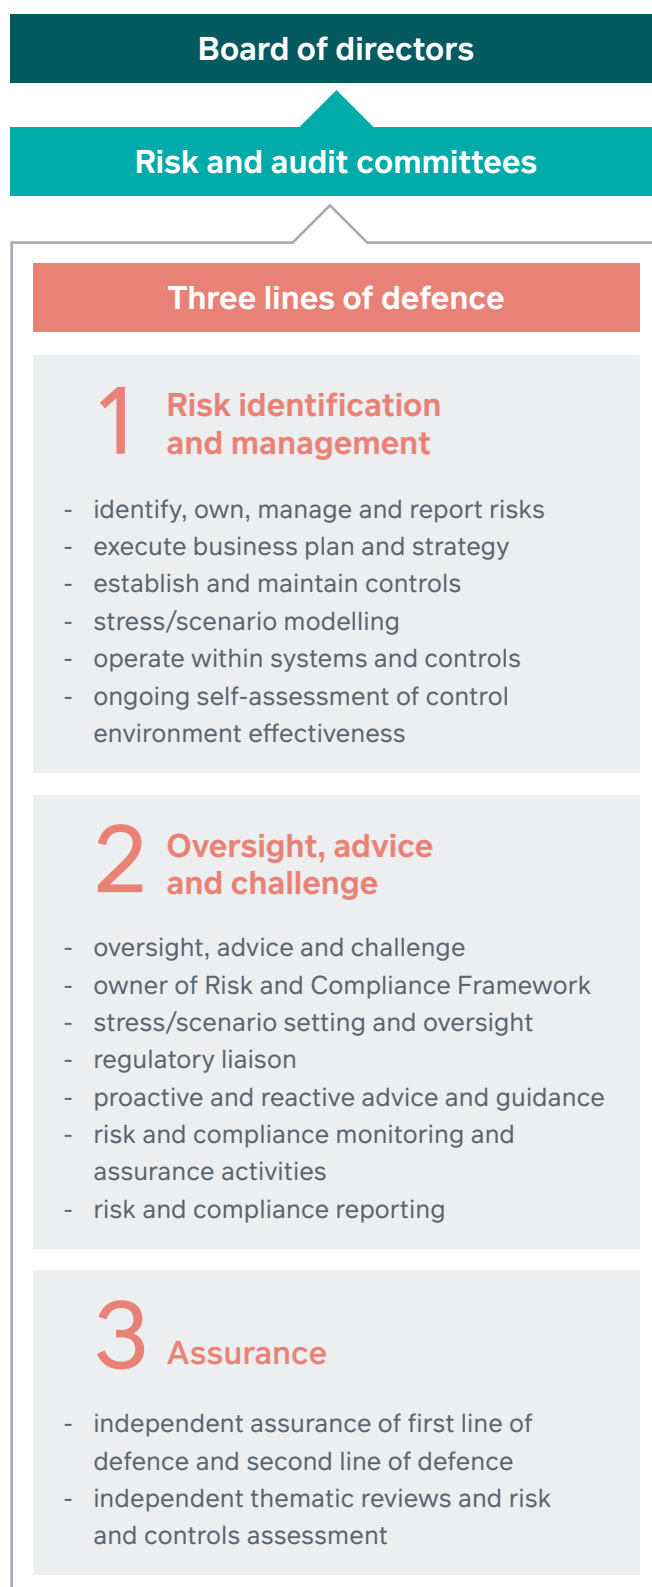 Board of directors
Risk and audit committees
Three lines of defence
1 Risk identification
and management
- identify, own, manage and report risks
- execute business plan and strategy
- establish and maintain controls
- stress/scenario modelling
- operate within systems and controls
- ongoing self-assessment of control
environment effectiveness
2 Oversight, advice
and challenge
- oversight, advice and challenge
- owner of Risk and Compliance Framework
- stress/scenario setting and oversight
- regulatory liaison
- proactive and reactive advice and guidance
- risk and compliance monitoring and
assurance activities
- risk and compliance reporting
3 Assurance
- independent assurance of first line of
defence and second line of defence
- independent thematic reviews and risk
and controls assessment